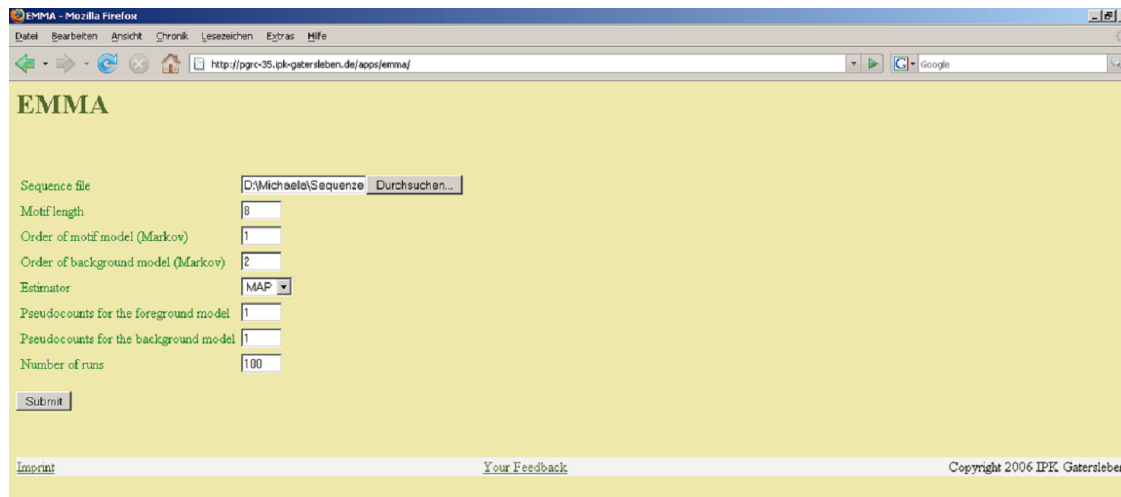 EMMA - Mozilla Firefox
Datei Bearbeiten Ansicht Chronik Lesezeichen Extras Hilfe
http://pgrc-35.ipk-gatersleben.de/apps/emma/ G Google
EMMA
Sequence file D:\Michaela\Sequenze Durchsuchen...
Motif length 8
Order of motif model (Markov) 1
Order of background model (Markov) 2
Estimator MAP
Pseudocounts for the foreground model 1
Pseudocounts for the background model 1
Number of runs 100
Submit
Imprint Your Feedback Copyright 2006 IPK Gatersleben